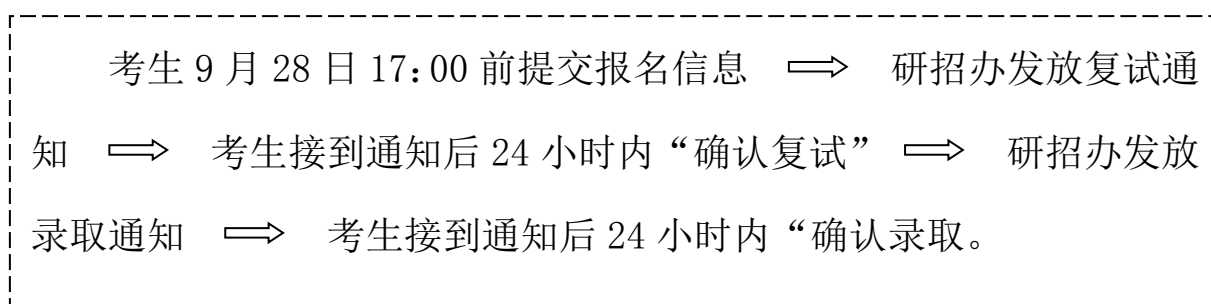 考生 9 月 28 日 17:00 前提交报名信息 ⇒ 研招办发放复试通
知 ⇒ 考生接到通知后 24 小时内“确认复试” ⇒ 研招办发放
录取通知 ⇒ 考生接到通知后 24 小时内“确认录取。